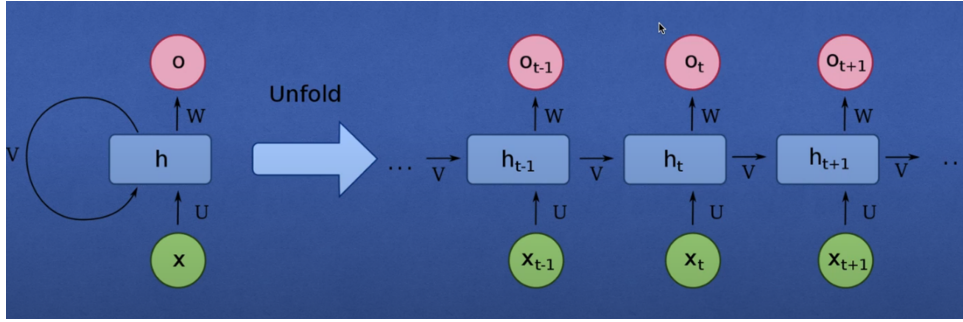 o
W
Unfold
V
h
U
x
o_{t-1} o_t o_{t+1}
W W W
... h_{t-1} h_t h_{t+1} ..
V V V V
U U U
x_{t-1} x_t x_{t+1}